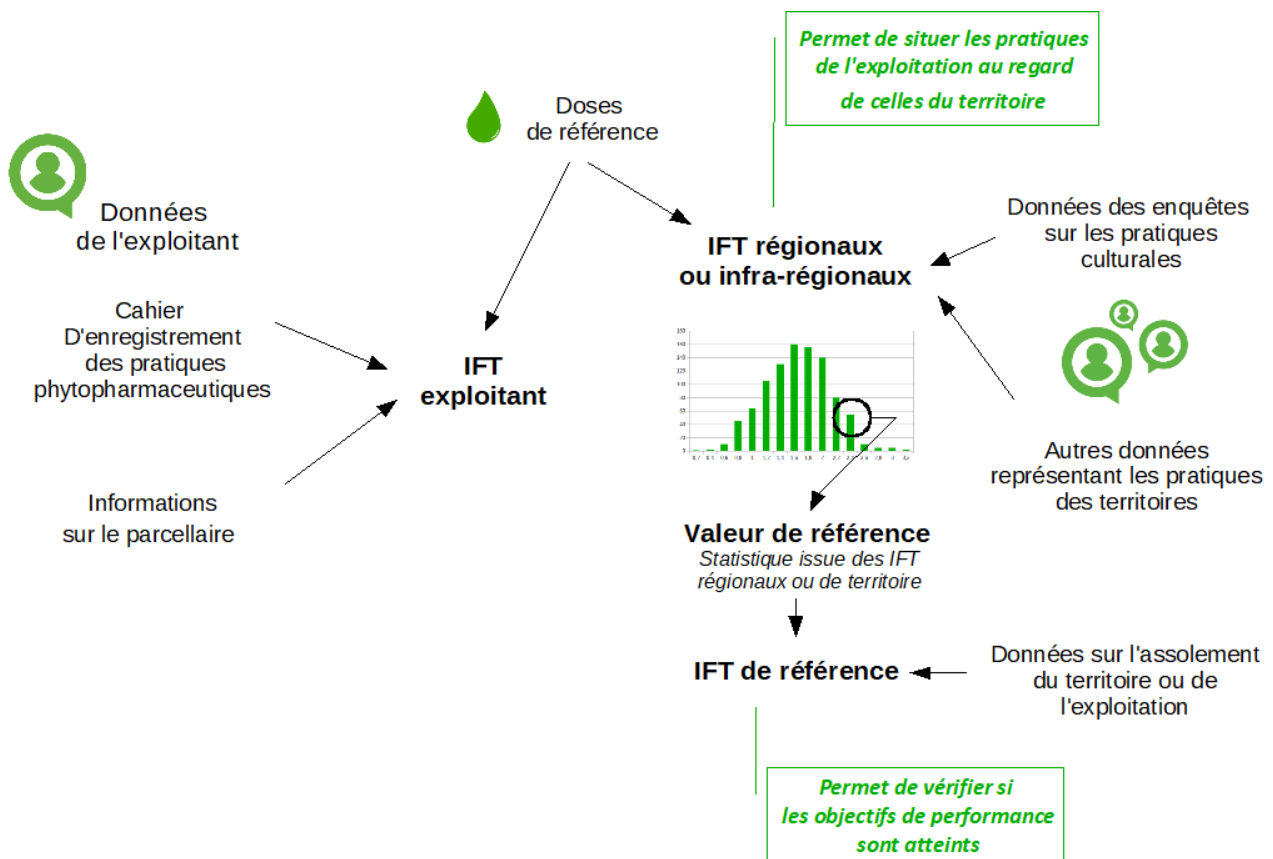 Permet de situer les pratiques
de l'exploitation au regard
de celles du territoire
Doses
de référence
Données
de l'exploitant
Cahier
D'enregistrement
des pratiques
phytopharmaceutiques
Informations
sur le parcellaire
IFT
exploitant
IFT régionaux
ou infra-régionaux
Données des enquêtes
sur les pratiques
culturales
Autres données
représentant les pratiques
des territoires
Valeur de référence
Statistique issue des IFT
régionaux ou de territoire
IFT de référence
Données sur l'assolement
du territoire ou de
l'exploitation
Permet de vérifier si
les objectifs de performance
sont atteints